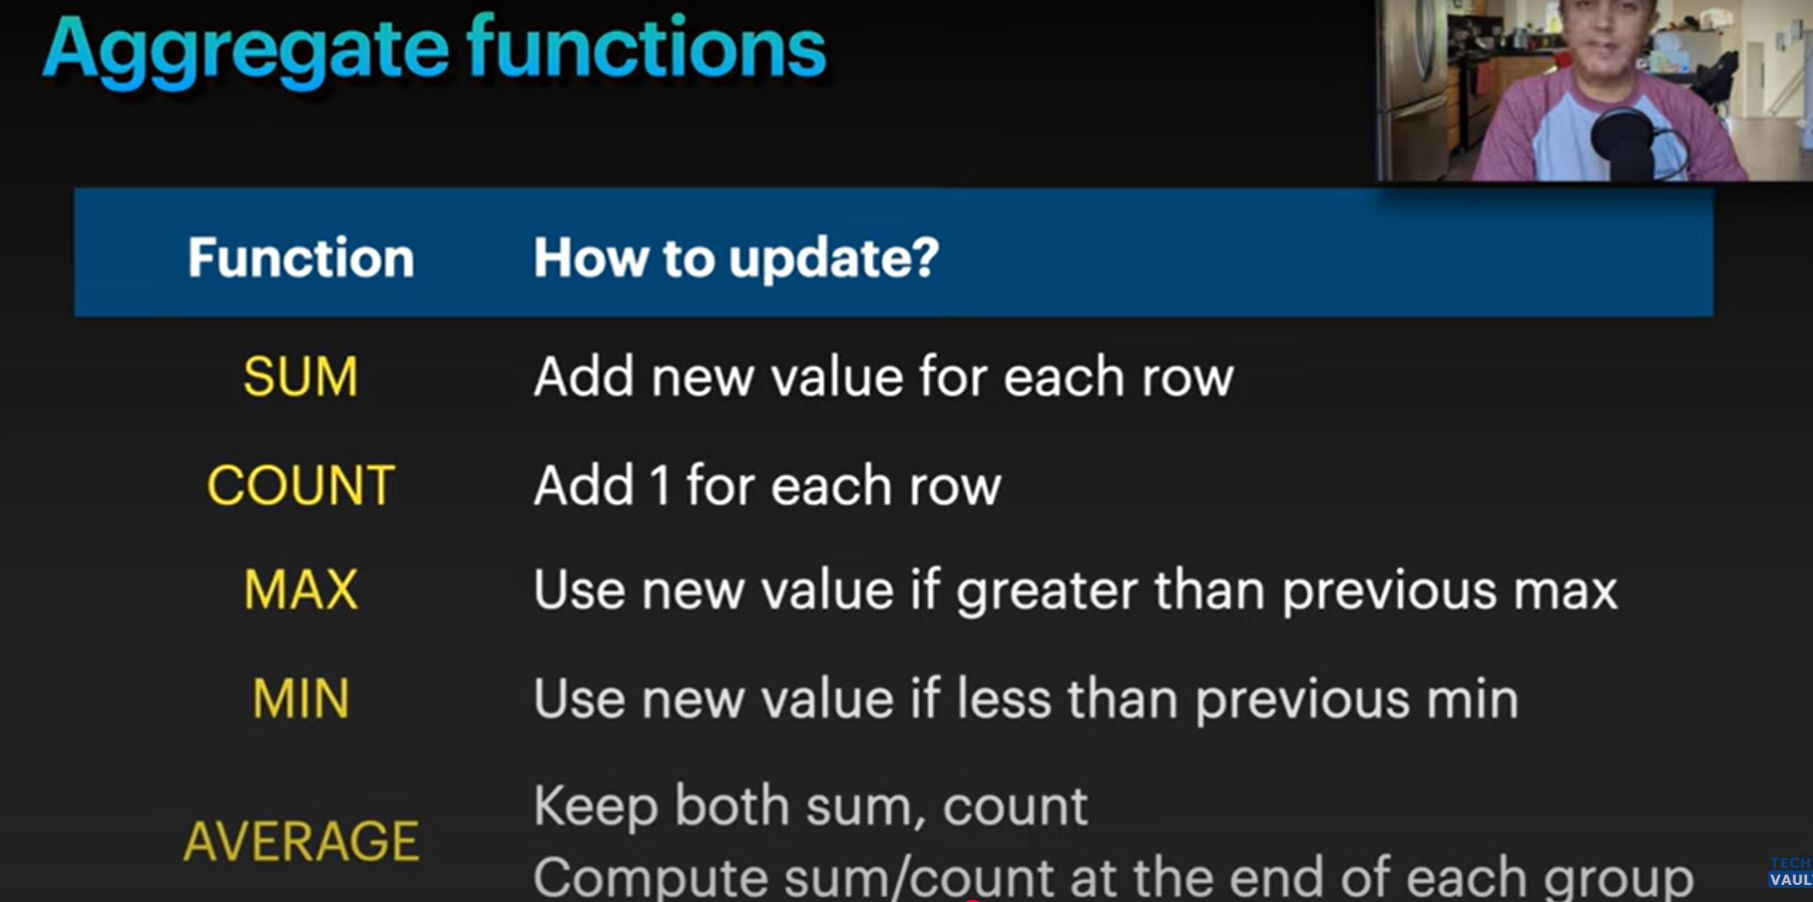 Aggregate functions
Function How to update?
SUM Add new value for each row
COUNT Add 1 for each row
MAX Use new value if greater than previous max
MIN Use new value if less than previous min
AVERAGE Keep both sum, count
Compute sum/count at the end of each group
TECH
VAUL